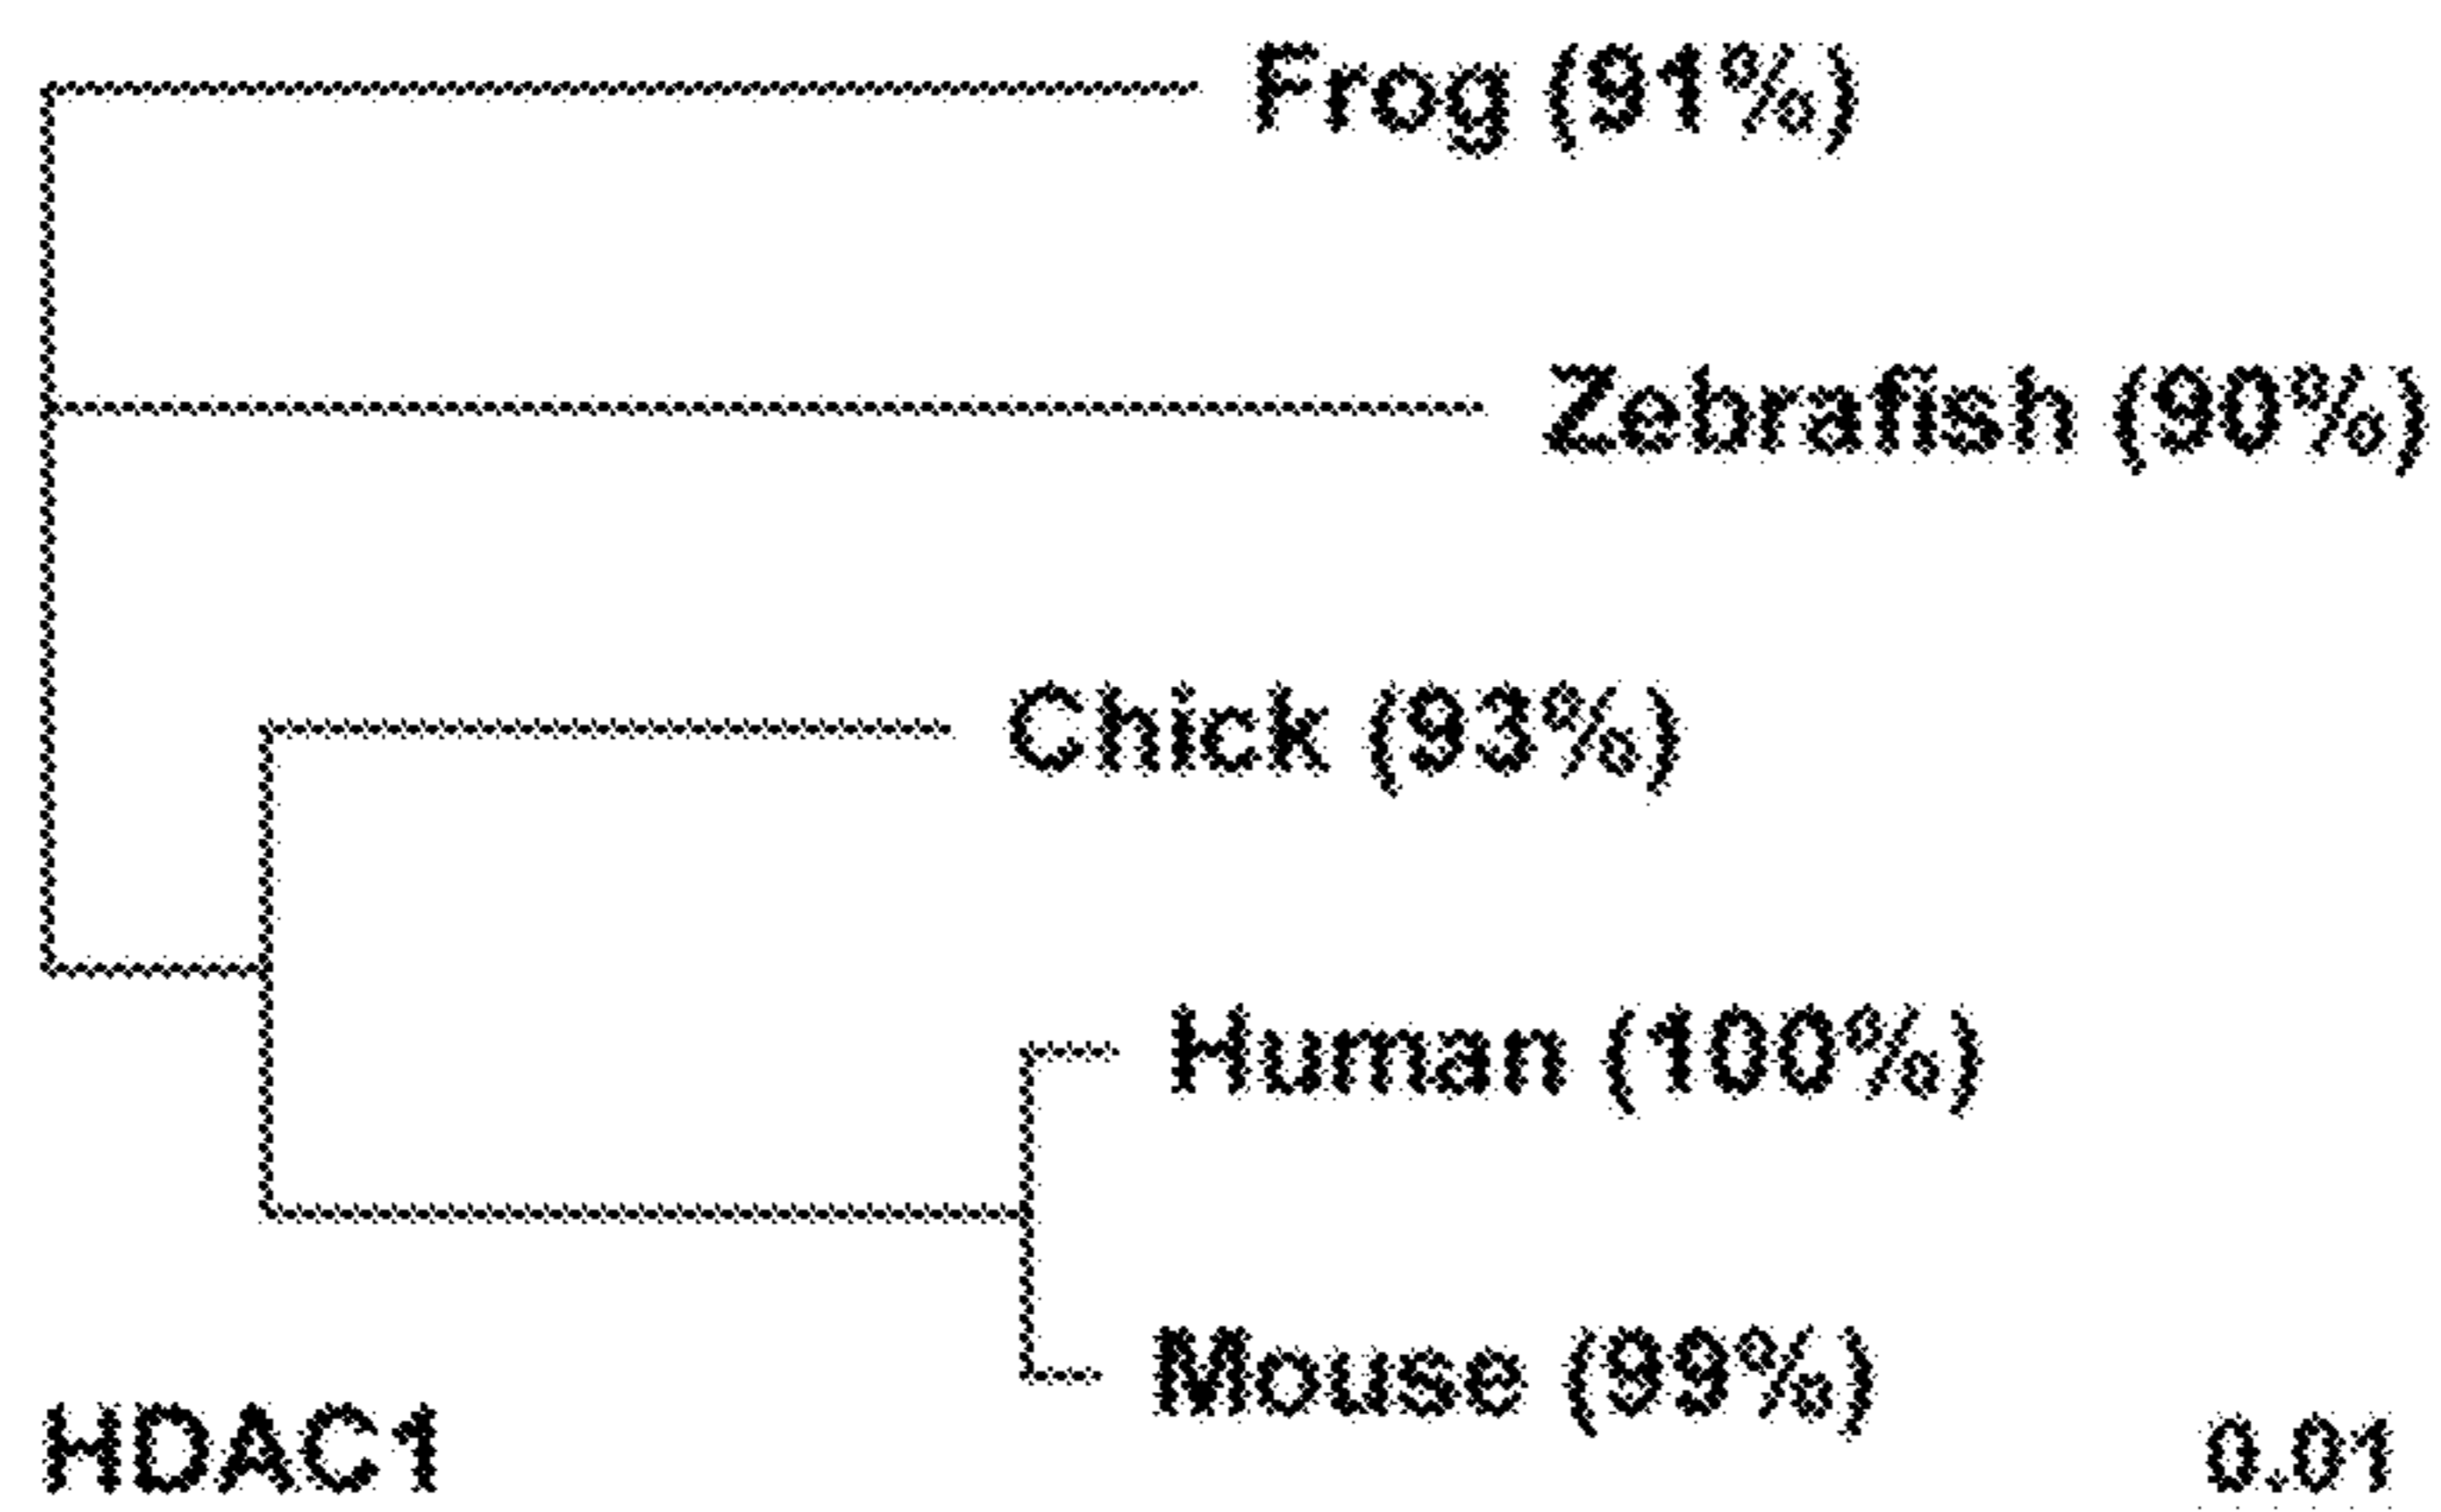 Frog (91%)
Zebrafish (90%)
Chick (93%)
Human (100%)
Mouse (99%)
HDAC1
0.01